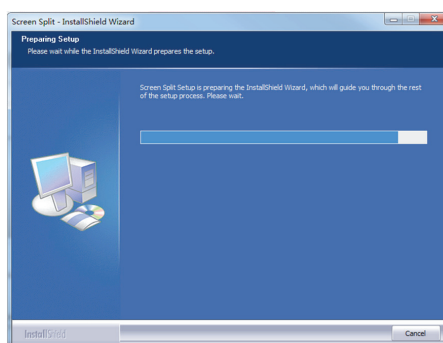 Screen Split - InstallShield Wizard
Preparing Setup
Please wait while the InstallShield Wizard prepares the setup.
Screen Split Setup is preparing the InstallShield Wizard, which will guide you through the rest
of the setup process. Please wait.
InstallShield
Cancel